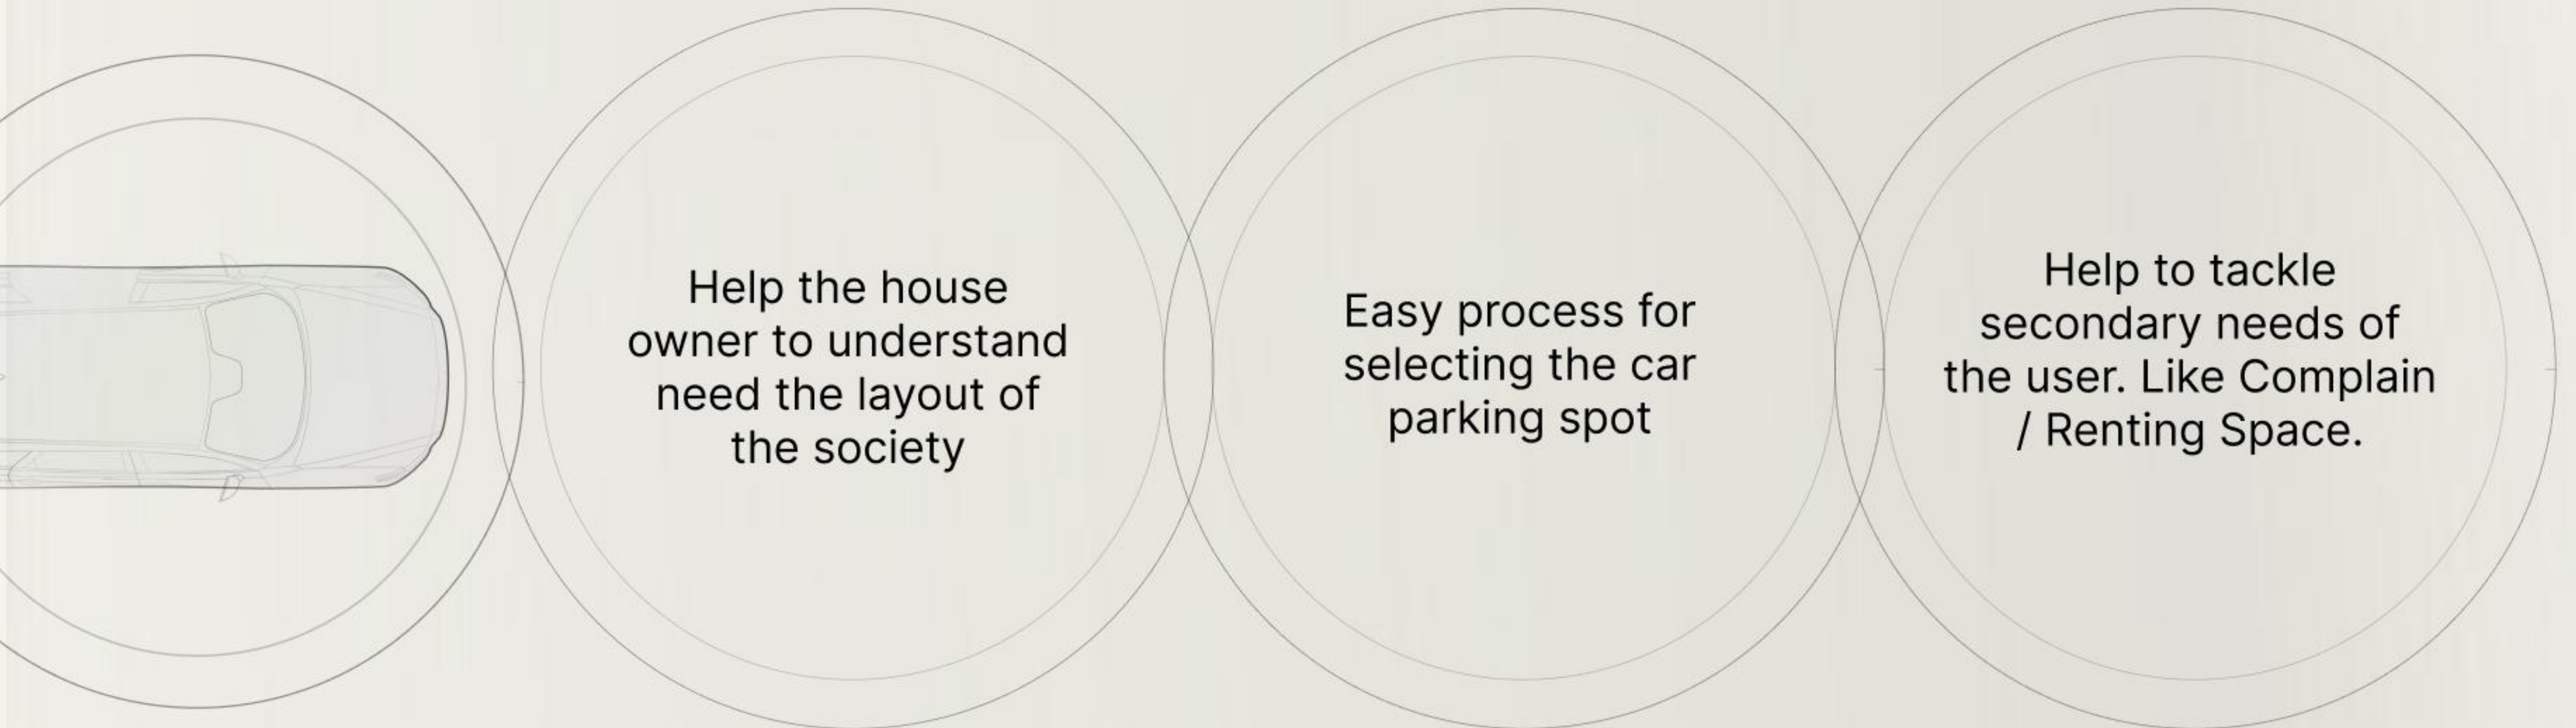 Help the house
owner to understand
need the layout of
the society
Easy process for
selecting the car
parking spot
Help to tackle
secondary needs of
the user. Like Complain
/ Renting Space.